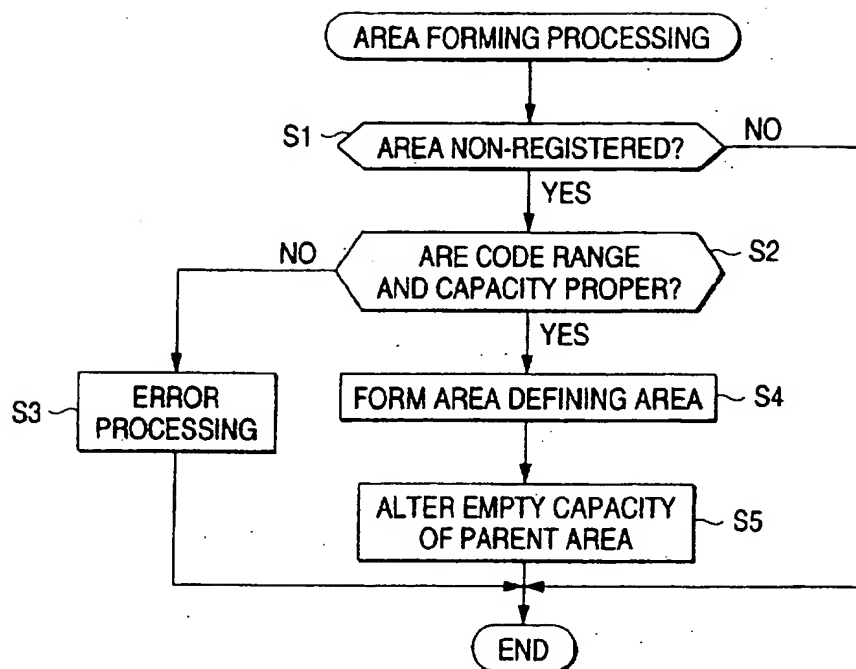 AREA FORMING PROCESSING
S1
AREA NON-REGISTERED?
NO
YES
NO
ARE CODE RANGE
AND CAPACITY PROPER?
S2
YES
S3
ERROR
PROCESSING
FORM AREA DEFINING AREA
S4
ALTER EMPTY CAPACITY
OF PARENT AREA
S5
END